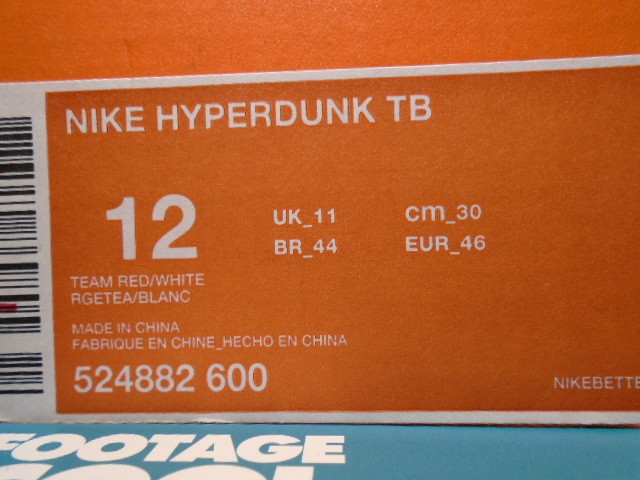 NIKE HYPERDUNK TB
12
UK_11 cm_30
BR_44 EUR_46
TEAM RED/WHITE
RGETEA/BLANC
MADE IN CHINA
FABRIQUE EN CHINE_HECHO EN CHINA
524882 600
NIKEBETTE
FOOTAGE
COOL